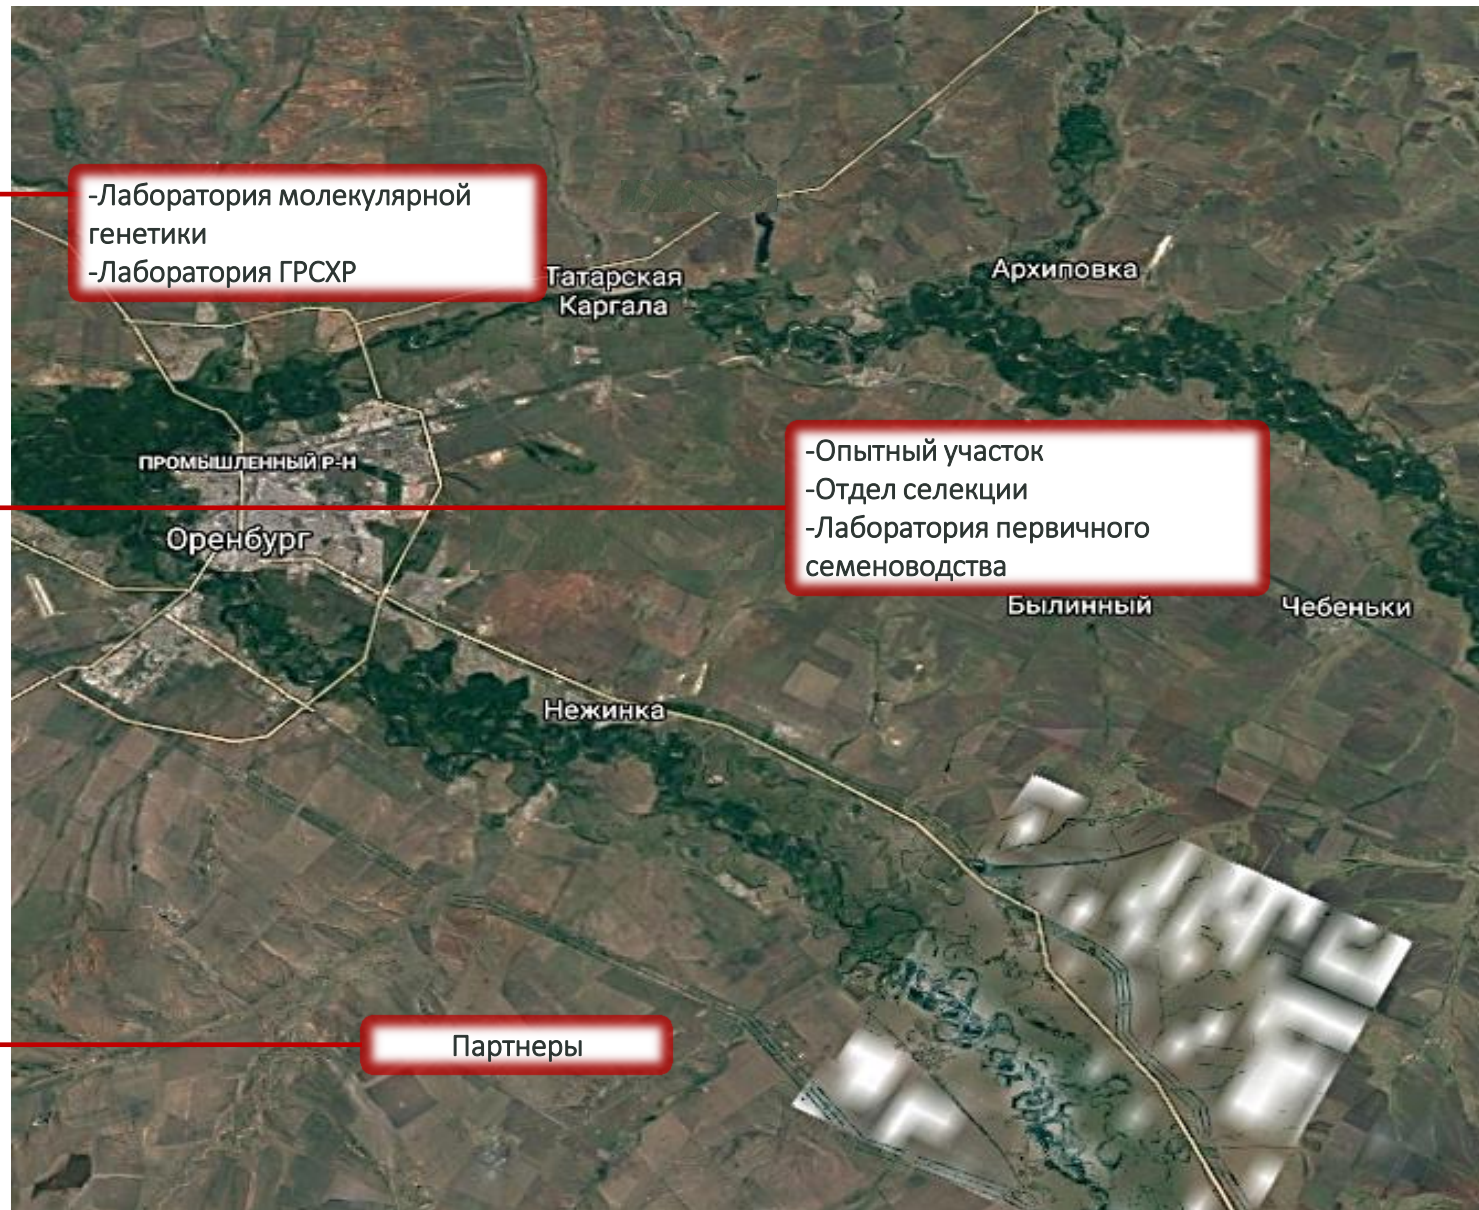 -Лаборатория молекулярной
генетики
-Лаборатория ГРСХР
Татарская
Каргала
Архиповка
ПРОМЫШЛЕННЫЙ Р-Н
-Опытный участок
-Отдел селекции
-Лаборатория первичного
семеноводства
Оренбург
Былинный
Чебеньки
Нежинка
Партнеры